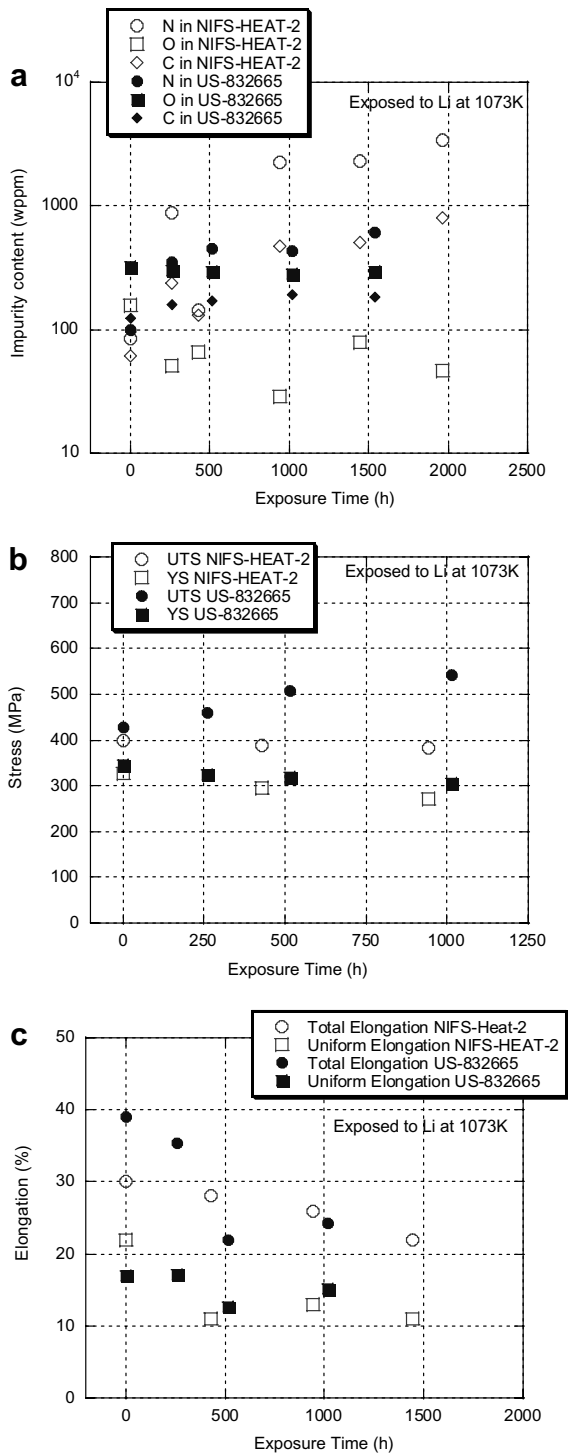 a
N in NIFS-HEAT-2
O in NIFS-HEAT-2
C in NIFS-HEAT-2
N in US-832665
O in US-832665
C in US-832665
Exposed to Li at 1073K
10⁴
1000
100
10
Impurity content (wppm)
0 500 1000 1500 2000 2500
Exposure Time (h)
b
UTS NIFS-HEAT-2
YS NIFS-HEAT-2
UTS US-832665
YS US-832665
Exposed to Li at 1073K
800
700
600
500
400
300
200
100
0
Stress (MPa)
0 250 500 750 1000 1250
Exposure Time (h)
c
Total Elongation NIFS-Heat-2
Uniform Elongation NIFS-HEAT-2
Total Elongation US-832665
Uniform Elongation US-832665
Exposed to Li at 1073K
50
40
30
20
10
0
Elongation (%)
0 500 1000 1500 2000
Exposure Time (h)